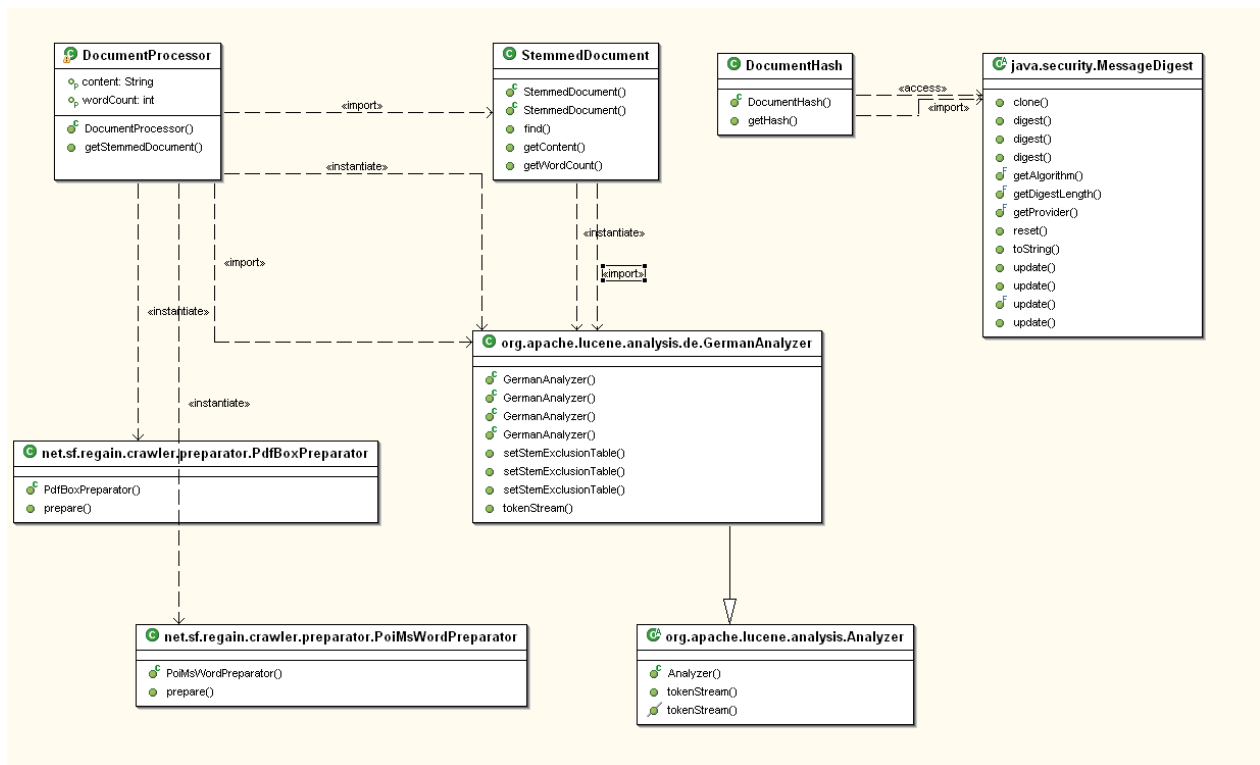 DocumentProcessor
content: String
wordCount: int
DocumentProcessor()
getStemmedDocument()
«import»
«instantiate»
StemmedDocument
StemmedDocument()
StemmedDocument()
find()
getContent()
getWordCount()
DocumentHash
DocumentHash()
getHash()
«access»
«import»
java.security.MessageDigest
clone()
digest()
digest()
digest()
getAlgorithm()
getDigestLength()
getProvider()
reset()
toString()
update()
update()
update()
update()
«import»
«instantiate»
«instantiate»
«instantiate»
«import»
org.apache.lucene.analysis.de.GermanAnalyzer
GermanAnalyzer()
GermanAnalyzer()
GermanAnalyzer()
GermanAnalyzer()
setStemExclusionTable()
setStemExclusionTable()
setStemExclusionTable()
tokenStream()
net.sf.regain.crawler.preparator.PdfBoxPreparator
PdfBoxPreparator()
prepare()
net.sf.regain.crawler.preparator.PoiMsWordPreparator
PoiMsWordPreparator()
prepare()
org.apache.lucene.analysis.Analyzer
Analyzer()
tokenStream()
tokenStream()